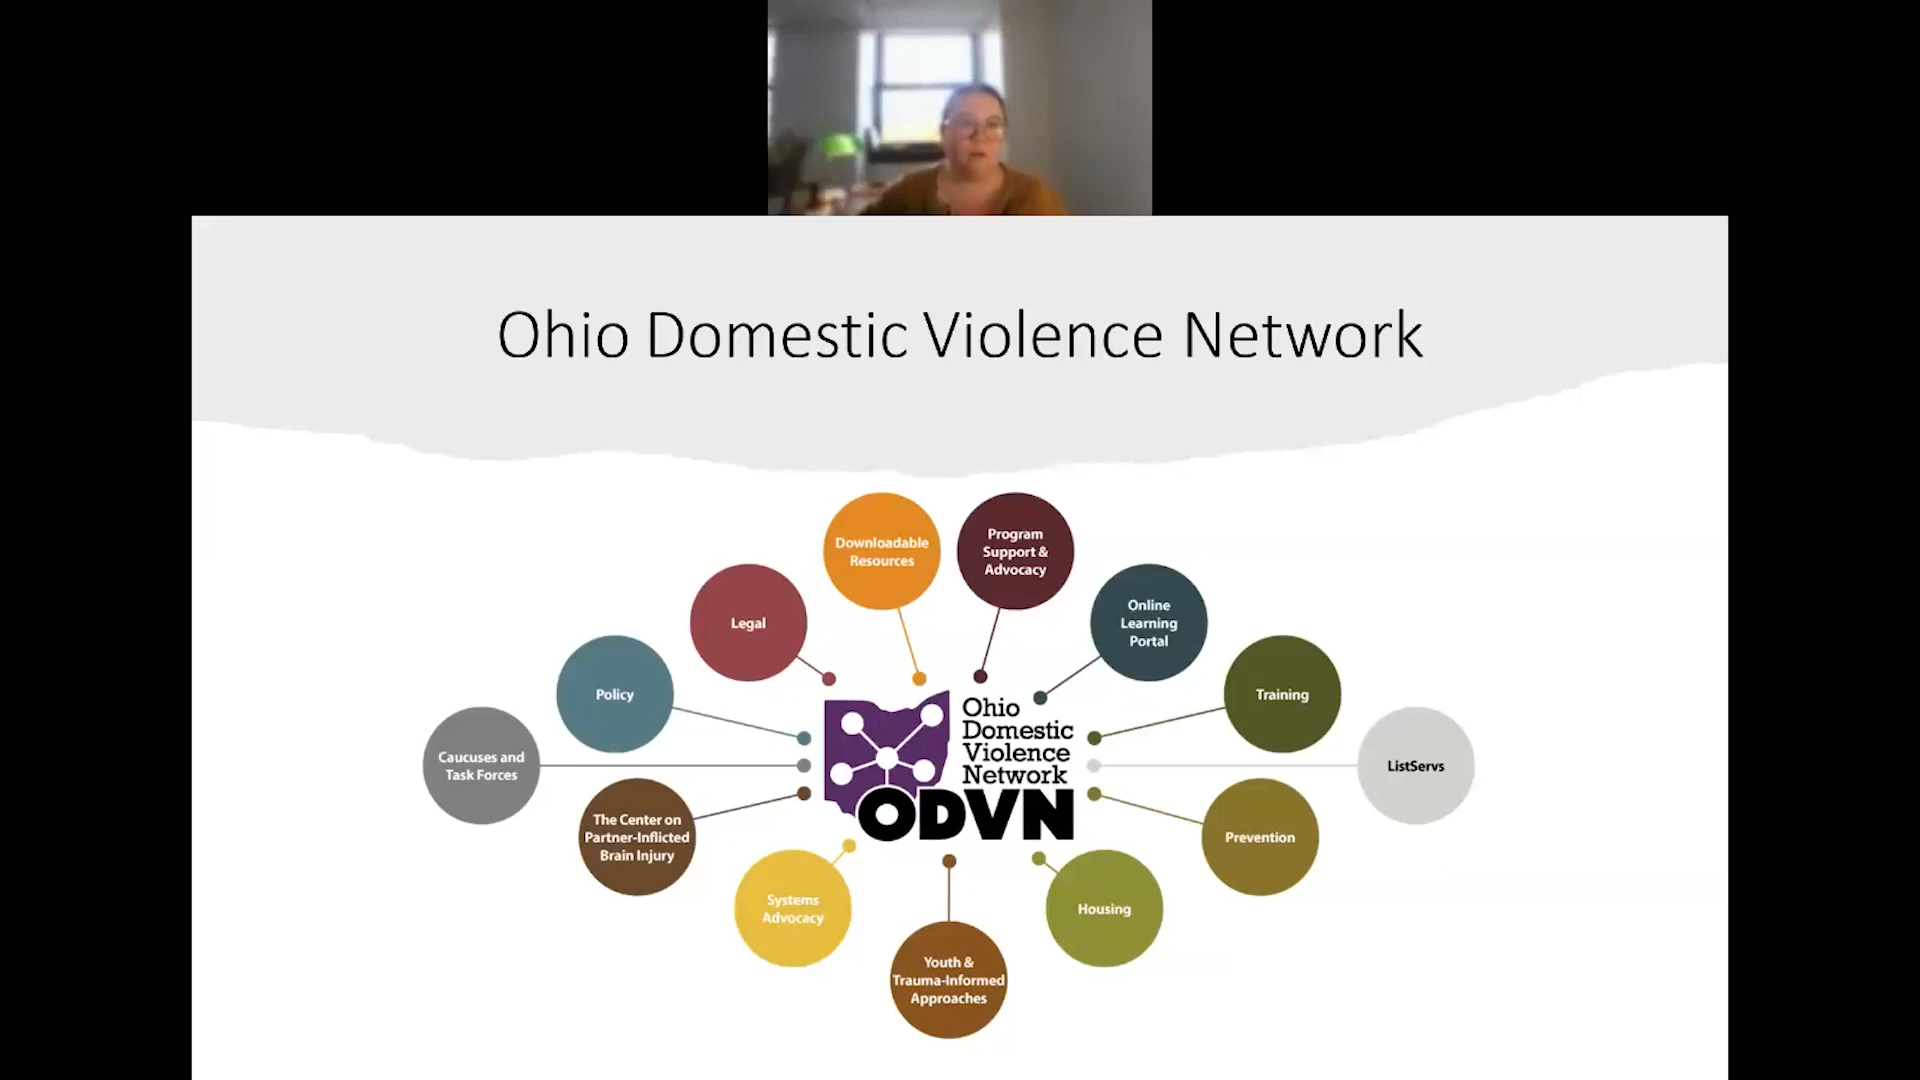 Ohio Domestic Violence Network
Downloadable
Resources
Program
Support &
Advocacy
Legal
Online
Learning
Portal
Policy
Training
Caucuses and
Task Forces
Ohio
Domestic
Violence
Network
ODVN
ListServs
The Center on
Partner-Inflicted
Brain Injury
Prevention
Systems
Advocacy
Housing
Youth &
Trauma-Informed
Approaches